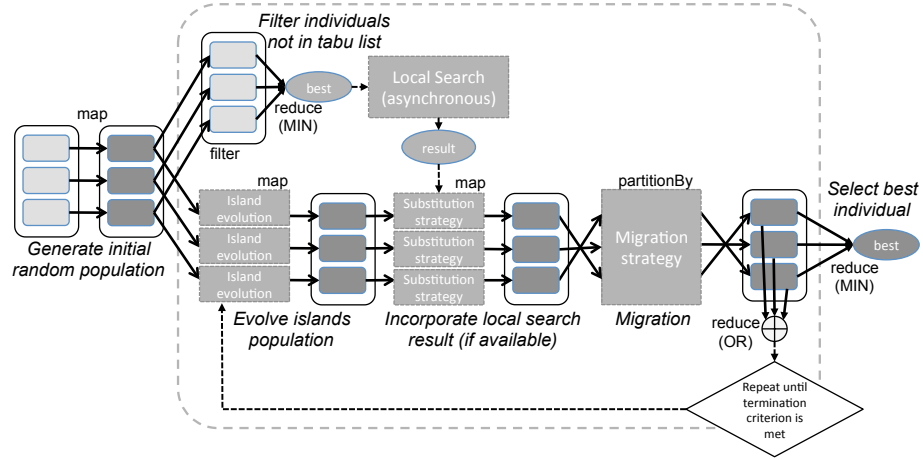 Filter individuals
not in tabu list
best
reduce
(MIN)
filter
Local Search
(asynchronous)
result
map
Generate initial
random population
map
Island
evolution
Island
evolution
Island
evolution
Evolve islands
population
map
Substitution
strategy
Substitution
strategy
Substitution
strategy
Incorporate local search
result (if available)
partitionBy
Migration
strategy
Migration
reduce
(OR)
Select best
individual
best
reduce
(MIN)
Repeat until
termination
criterion is
met